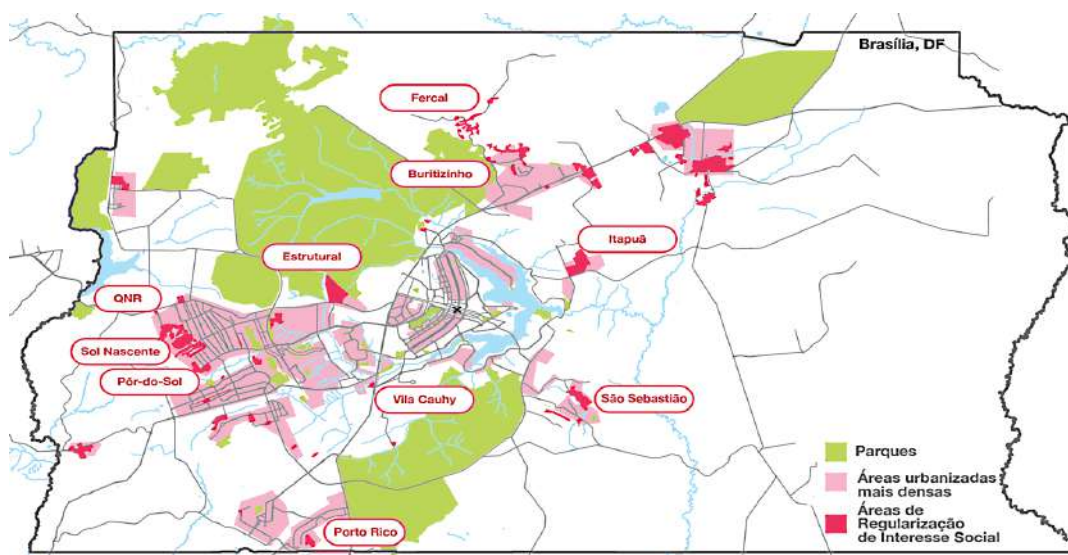 Brasília, DF
Fercal
Buritizinho
Itapuã
Estrutural
QNR
Sol Nascente
Pôr-do-Sol
Vila Cauhy
São Sebastião
Porto Rico
Parques
Áreas urbanizadas
mais densas
Áreas de
Regularização
de Interesse Social